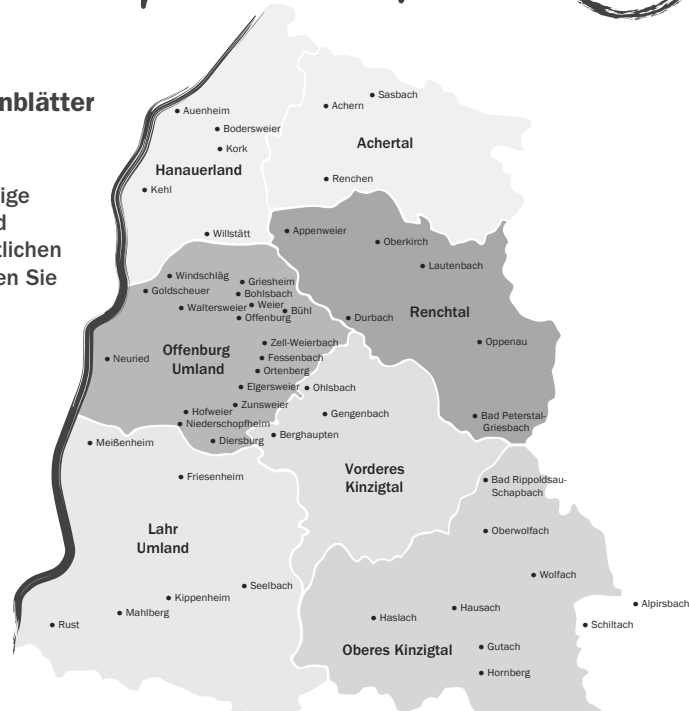 nblätter
ige
d
tlichen
en Sie
Sasbach
Achern
Auenheim
Bodersweier
Achertal
Kork
Hanauerland
Renchen
Kehl
Willstätt
Appenweier
Oberkirch
Lautenbach
Windschläg
Griesheim
Goldscheuer
Bohlsbach
Weier
Waltersweier
Bühl
Offenburg
Durbach
Renchtal
Oppenau
Zell-Weierbach
Offenburg
Umland
Neuried
Fessenbach
Ortenberg
Elgersweier
Ohlsbach
Zunsweier
Hofweier
Gengenbach
Niederschopfheim
Bad Peterstal-
Griesbach
Berghaupten
Diersburg
Meißenheim
Friesenheim
Vorderes
Kinzigtal
Bad Rippoldsau-
Schapbach
Lahr
Umland
Oberwolfach
Wolfach
Seelbach
Kippenheim
Alpirsbach
Mahlberg
Hausach
Haslach
Rust
Schiltach
Oberes Kinzigtal
Gutach
Hornberg